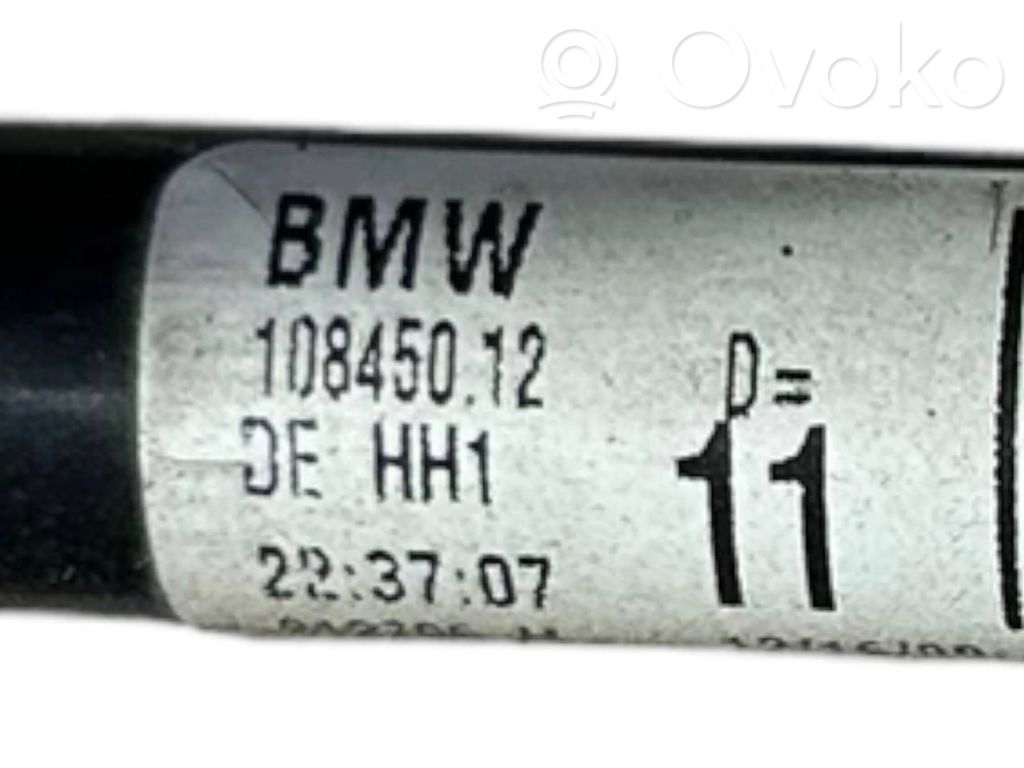 Ovoko
BMW
108450.12
DE HH1
D=
11
22:37:07